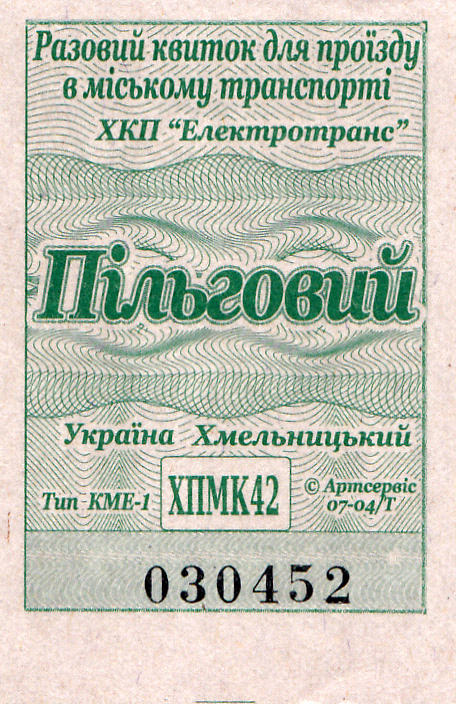 Разовий квиток для проїзду
в міському транспорті
ХКП "Електротранс"
Пільговий
Україна Хмельницький
Тип КМЕ-1
ХПМК42
© Артсервіс
07-04/Т
030452